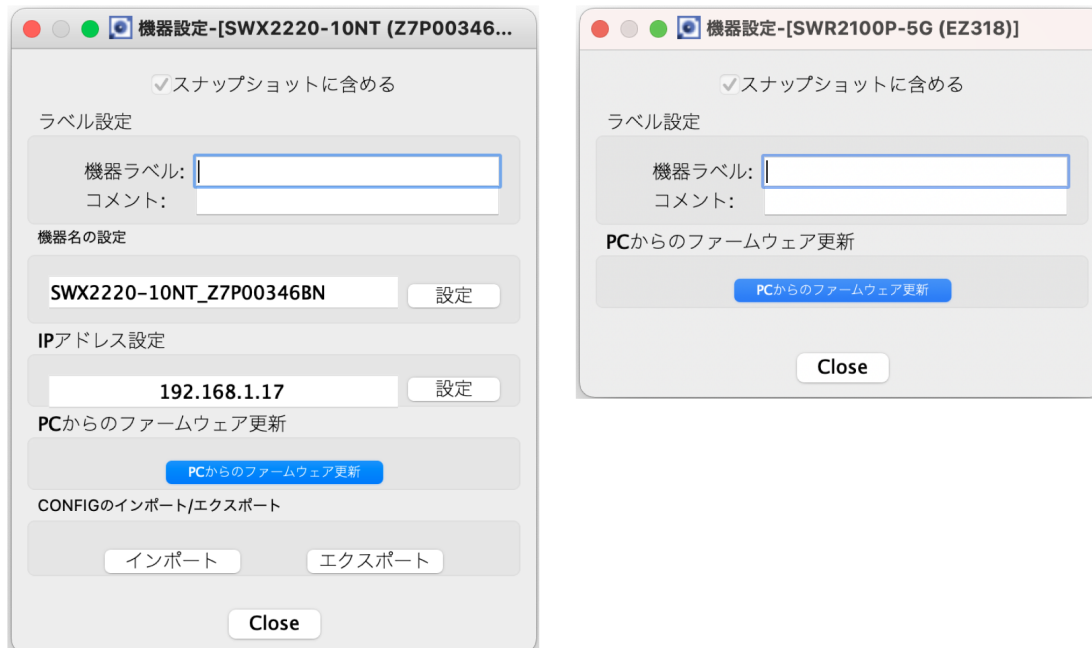 機器設定-[SWX2220-10NT (Z7P00346...
スナップショットに含める
ラベル設定
機器ラベル:
コメント:
機器名の設定
SWX2220-10NT_Z7P00346BN 設定
IPアドレス設定
192.168.1.17 設定
PCからのファームウェア更新
PCからのファームウェア更新
CONFIGのインポート/エクスポート
インポート エクスポート
Close
機器設定-[SWR2100P-5G (EZ318)]
スナップショットに含める
ラベル設定
機器ラベル:
コメント:
PCからのファームウェア更新
PCからのファームウェア更新
Close